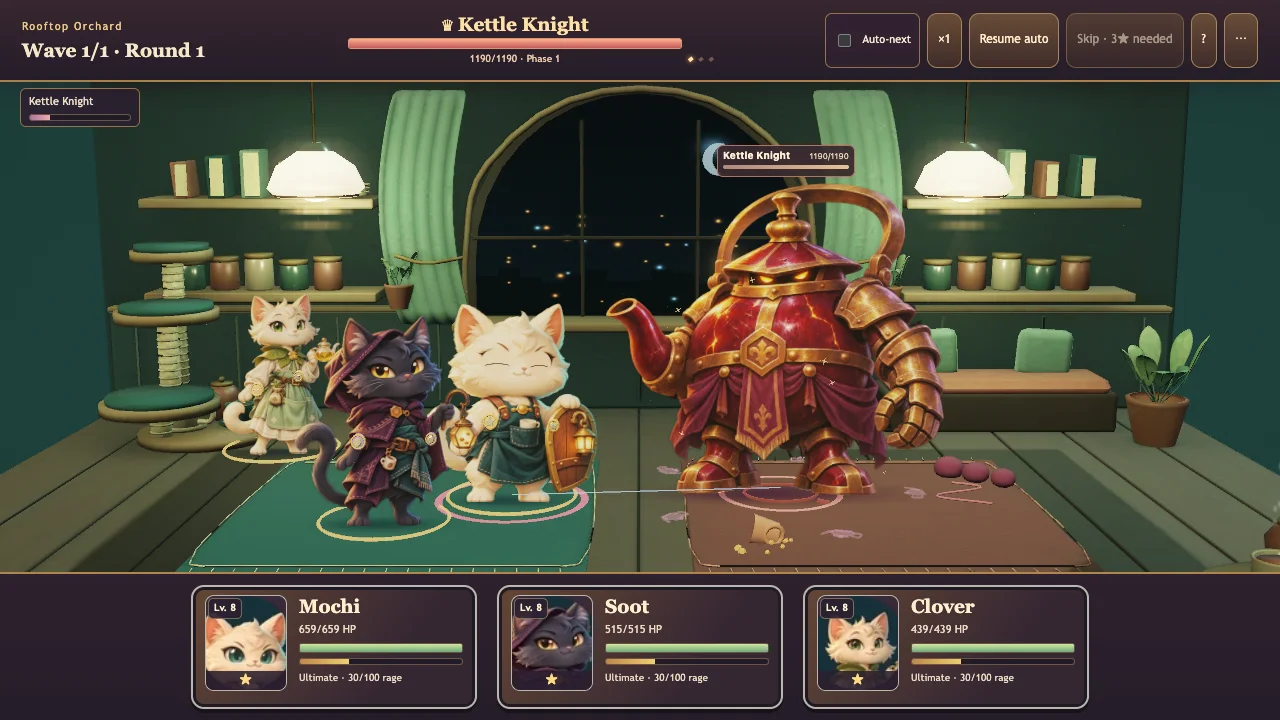 Rooftop Orchard
Wave 1/1 · Round 1
♛ Kettle Knight
1190/1190 · Phase 1
Auto-next
×1
Resume auto
Skip · 3★ needed
?
...
Kettle Knight
Kettle Knight 1190/1190
Lv. 8
Mochi
659/659 HP
Ultimate · 30/100 rage
Lv. 8
Soot
515/515 HP
Ultimate · 30/100 rage
Lv. 8
Clover
439/439 HP
Ultimate · 30/100 rage